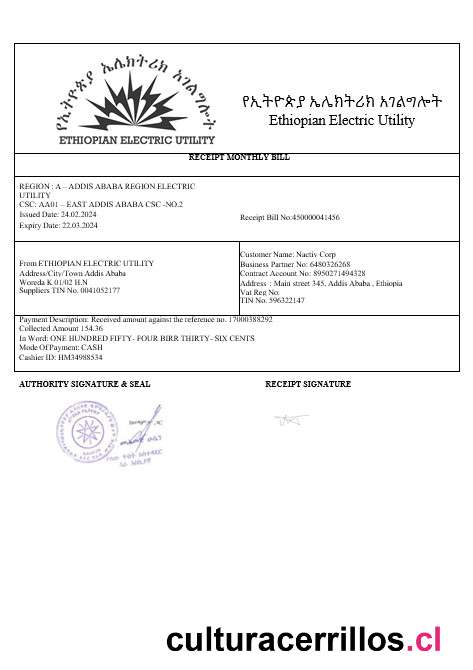 የኢትዮጵያ ኤሌክትሪክ አገልግሎት
ETHIOPIAN ELECTRIC UTILITY
የኢትዮጵያ ኤሌክትሪክ አገልግሎት
Ethiopian Electric Utility
RECEIPT MONTHLY BILL
REGION : A – ADDIS ABABA REGION ELECTRIC
UTILITY
CSC: AA01 – EAST ADDIS ABABA CSC -NO.2
Issued Date: 24.02.2024
Receipt Bill No:450000041456
Expiry Date: 22.03.2024
From ETHIOPIAN ELECTRIC UTILITY
Address/City/Town Addis Ababa
Woreda K 01/02 H.N
Suppliers TIN No. 0041052177
Customer Name: Nactiv Corp
Business Partner No: 6480326268
Contract Account No: 8950271494328
Address : Main street 345, Addis Ababa , Ethiopia
Vat Reg No:
TIN No. 596322147
Payment Description: Received amount against the reference no. 17000388292
Collected Amount 154.36
In Word: ONE HUNDRED FIFTY- FOUR BIRR THIRTY- SIX CENTS
Mode Of Payment: CASH
Cashier ID: HM34988534
AUTHORITY SIGNATURE & SEAL
RECEIPT SIGNATURE
culturacerrillos.cl